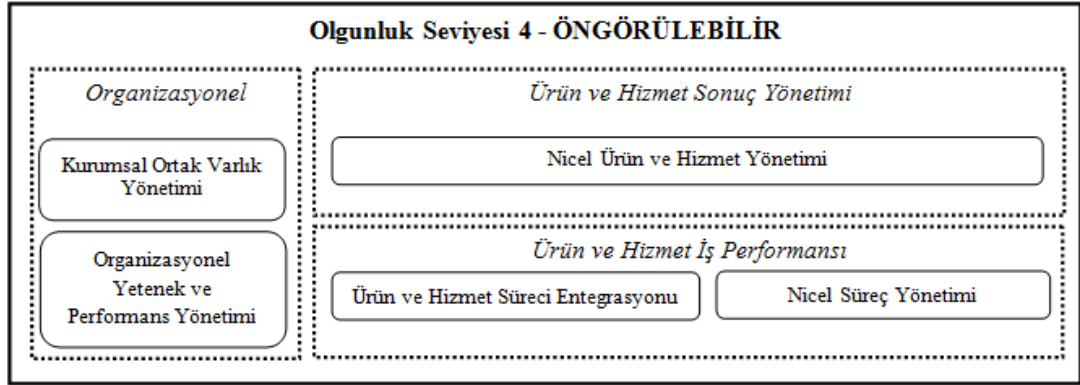 Olgunluk Seviyesi 4 - ÖNGÖRÜLEBİLİR
Organizasyonel
Kurumsal Ortak Varlık
Yönetimi
Organizasyonel
Yetenek ve
Performans Yönetimi
Ürün ve Hizmet Sonuç Yönetimi
Nicel Ürün ve Hizmet Yönetimi
Ürün ve Hizmet İş Performansı
Ürün ve Hizmet Süreci Entegrasyonu
Nicel Süreç Yönetimi